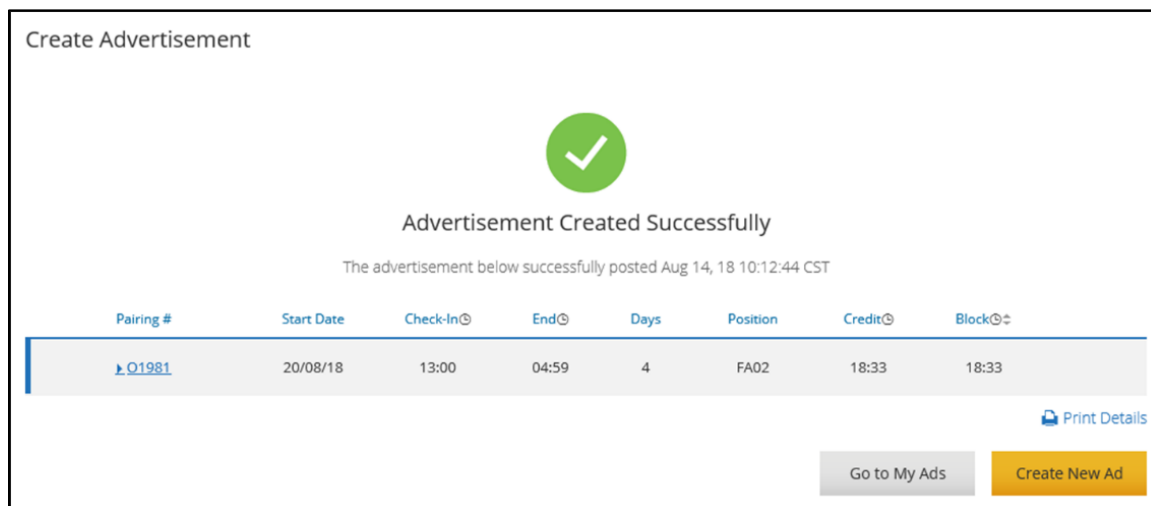 Create Advertisement
Advertisement Created Successfully
The advertisement below successfully posted Aug 14, 18 10:12:44 CST
Pairing # Start Date Check-In End Days Position Credit Block
O1981 20/08/18 13:00 04:59 4 FA02 18:33 18:33
Print Details
Go to My Ads Create New Ad